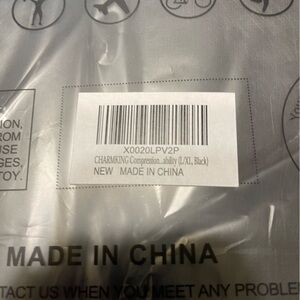 ION,
ROM
USE
GES,
TOY.
X0020LPV2P
CHARMKING Compression...ability (L/XL, Black)
NEW MADE IN CHINA
MADE IN CHINA
TACT US WHEN YOU MEET ANY PROBLE